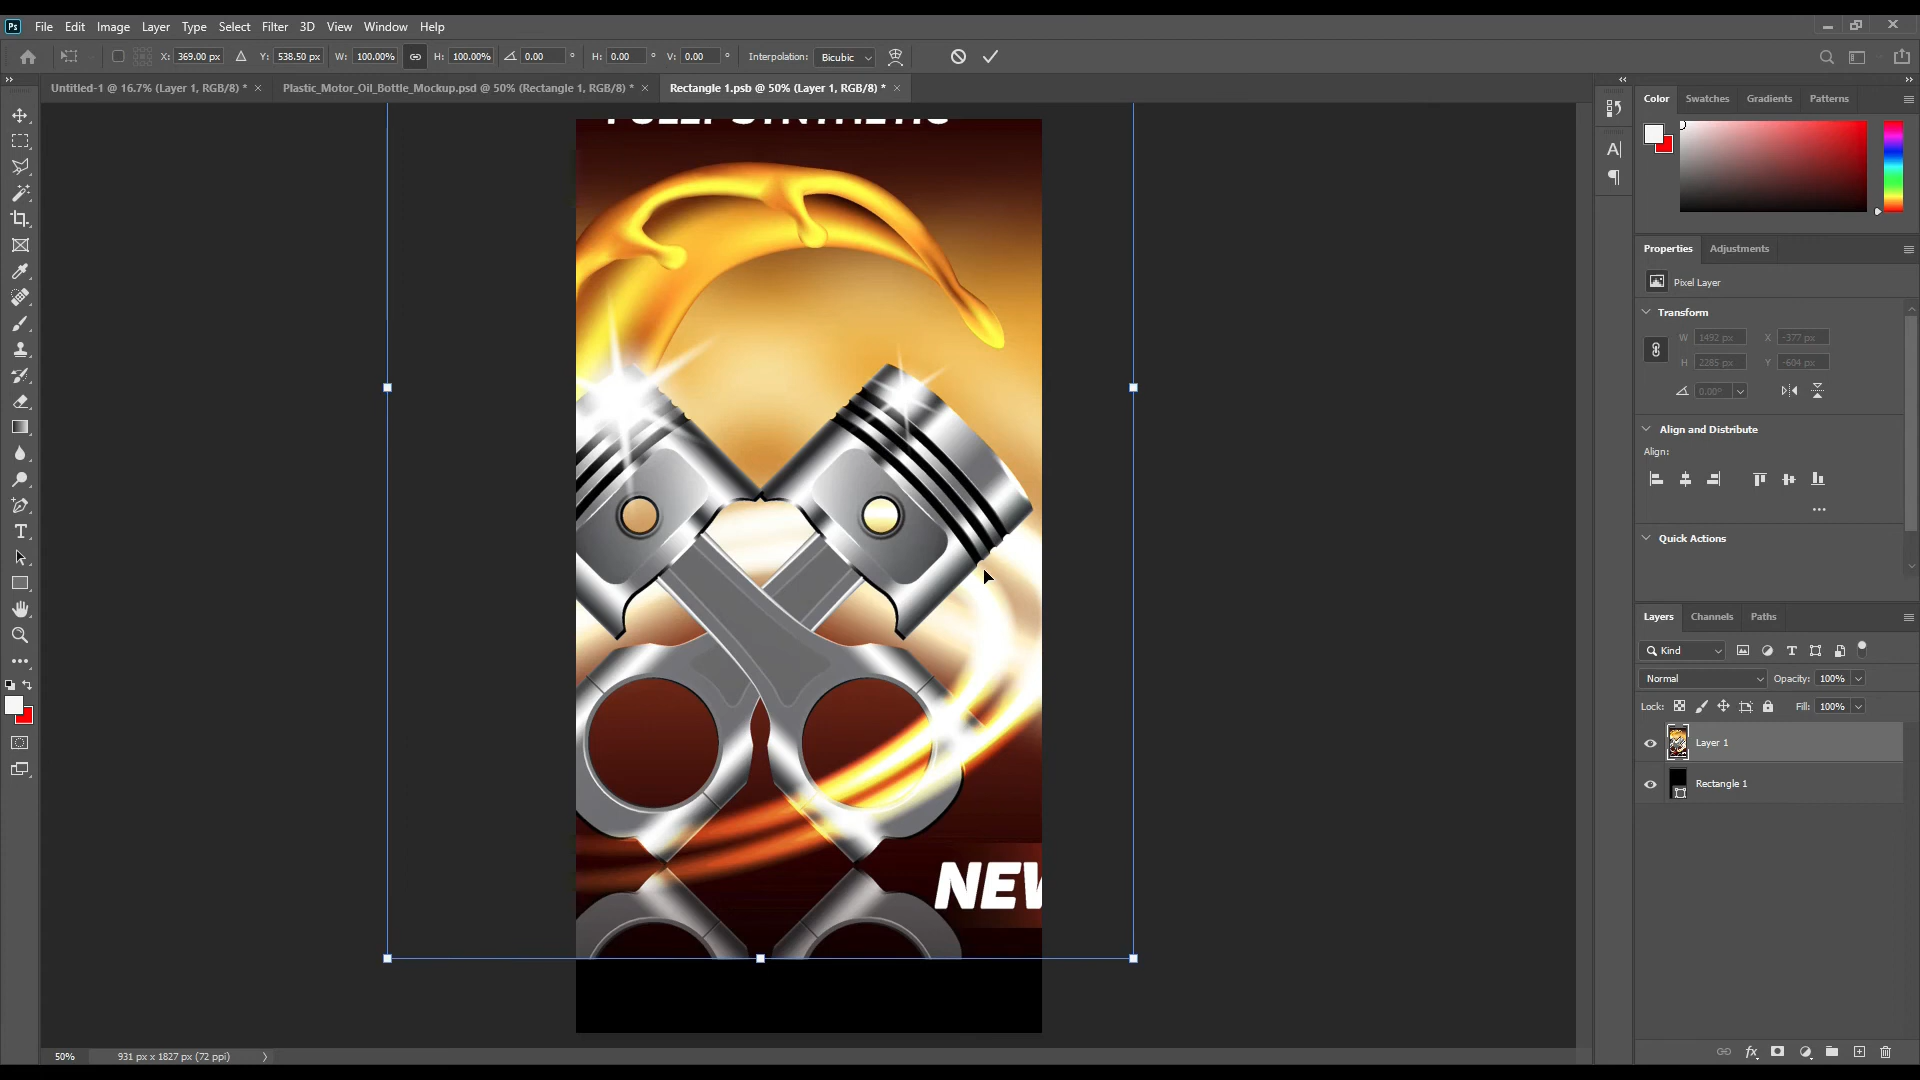 Ps File Edit Image Layer Type Select Filter 3D View Window Help
X: 369.00 px Y: 538.50 px W: 100.00% H: 100.00% 0.00 ° H: 0.00 ° V: 0.00 ° Interpolation: Bicubic
Untitled-1 @ 16.7% (Layer 1, RGB/8) * × Plastic_Motor_Oil_Bottle_Mockup.psd @ 50% (Rectangle 1, RGB/8) * × Rectangle 1.psb @ 50% (Layer 1, RGB/8) * ×
Color Swatches Gradients Patterns
Properties Adjustments
Pixel Layer
Transform
W 1492 px X -377 px
H 2285 px Y -604 px
0.00°
Align and Distribute
Align:
Quick Actions
Layers Channels Paths
Kind
Normal Opacity: 100%
Lock: Fill: 100%
Layer 1
Rectangle 1
FULLY SYNTHETIC
NEW
50% 931 px x 1827 px (72 ppi)